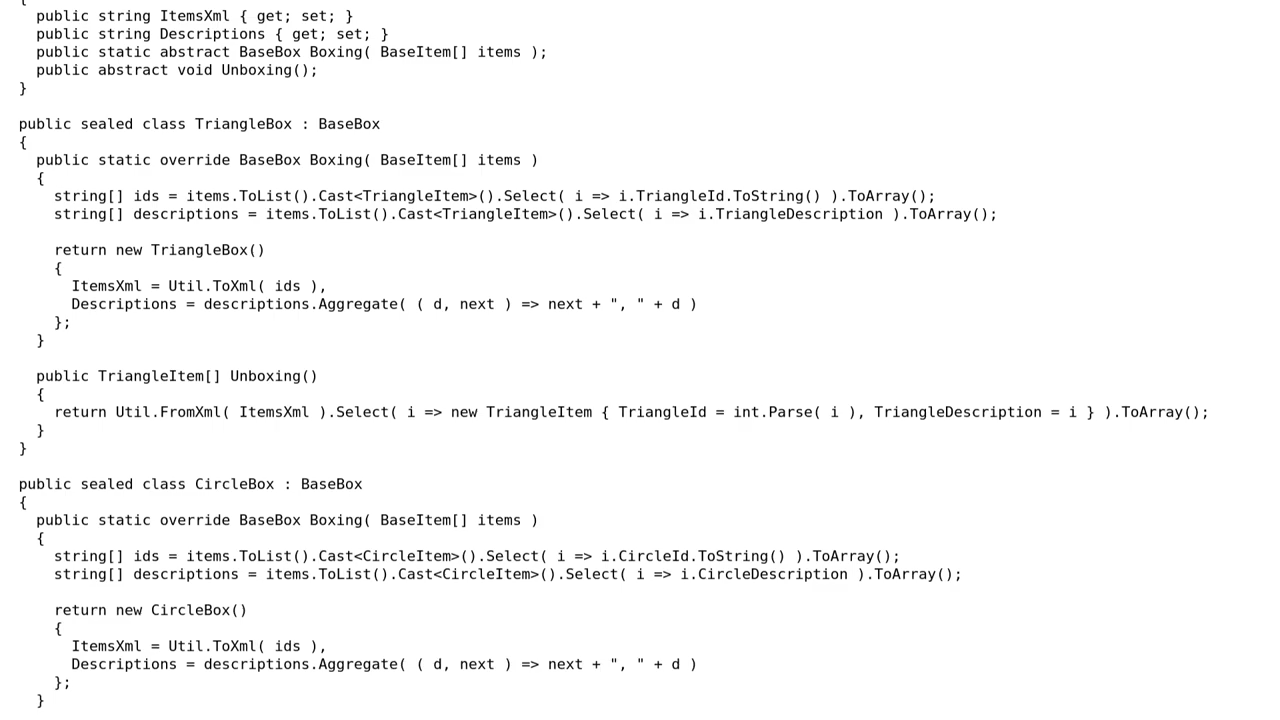 {
public string ItemsXml { get; set; }
public string Descriptions { get; set; }
public static abstract BaseBox Boxing( BaseItem[] items );
public abstract void Unboxing();
}
public sealed class TriangleBox : BaseBox
{
public static override BaseBox Boxing( BaseItem[] items )
{
string[] ids = items.ToList().Cast<TriangleItem>().Select( i => i.TriangleId.ToString() ).ToArray();
string[] descriptions = items.ToList().Cast<TriangleItem>().Select( i => i.TriangleDescription ).ToArray();
return new TriangleBox()
{
ItemsXml = Util.ToXml( ids ),
Descriptions = descriptions.Aggregate( ( d, next ) => next + ", " + d )
};
}
public TriangleItem[] Unboxing()
{
return Util.FromXml( ItemsXml ).Select( i => new TriangleItem { TriangleId = int.Parse( i ), TriangleDescription = i } ).ToArray();
}
}
public sealed class CircleBox : BaseBox
{
public static override BaseBox Boxing( BaseItem[] items )
{
string[] ids = items.ToList().Cast<CircleItem>().Select( i => i.CircleId.ToString() ).ToArray();
string[] descriptions = items.ToList().Cast<CircleItem>().Select( i => i.CircleDescription ).ToArray();
return new CircleBox()
{
ItemsXml = Util.ToXml( ids ),
Descriptions = descriptions.Aggregate( ( d, next ) => next + ", " + d )
};
}